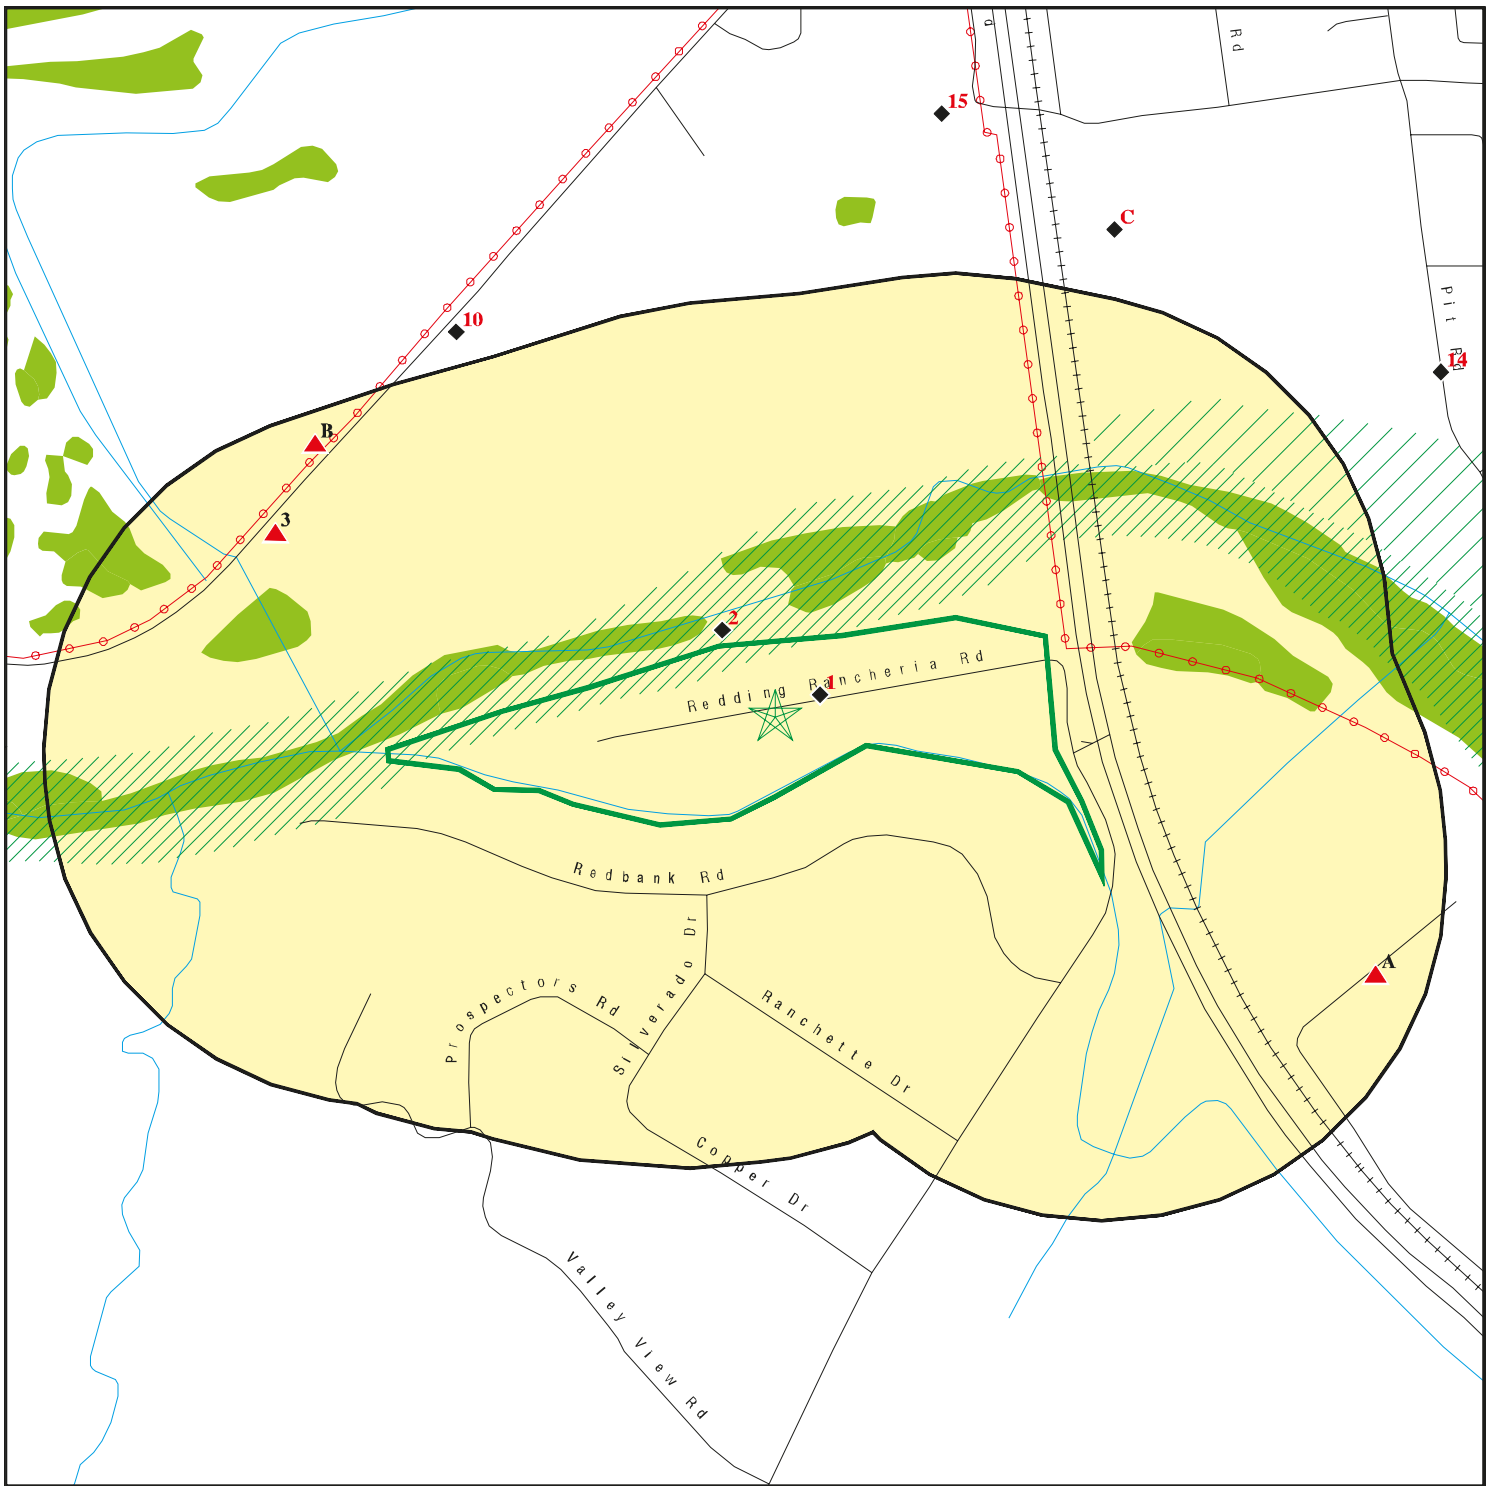 d
Rd
15
C
Pit Rd
14
10
B
3
2
1
Redding Rancheria Rd
Redbank Rd
Silverado Dr
Prospectors Rd
Ranchette Dr
A
Copper Dr
Valley View Rd